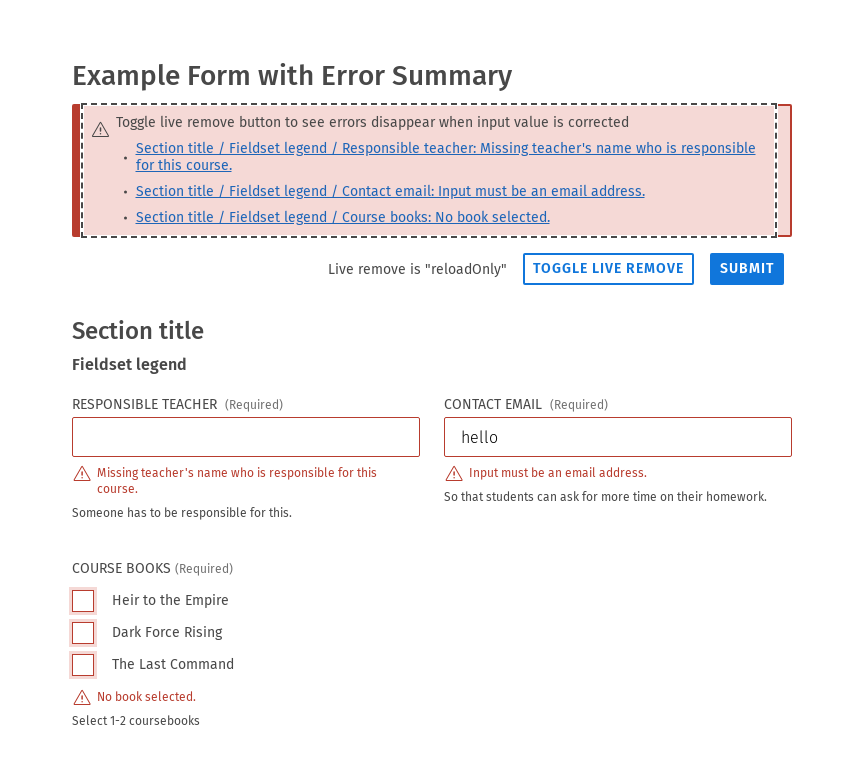 Example Form with Error Summary
Toggle live remove button to see errors disappear when input value is corrected
Section title / Fieldset legend / Responsible teacher: Missing teacher's name who is responsible
for this course.
Section title / Fieldset legend / Contact email: Input must be an email address.
Section title / Fieldset legend / Course books: No book selected.
Live remove is "reloadOnly"
TOGGLE LIVE REMOVE
SUBMIT
Section title
Fieldset legend
RESPONSIBLE TEACHER (Required)
Missing teacher's name who is responsible for this
course.
Someone has to be responsible for this.
CONTACT EMAIL (Required)
hello
Input must be an email address.
So that students can ask for more time on their homework.
COURSE BOOKS (Required)
Heir to the Empire
Dark Force Rising
The Last Command
No book selected.
Select 1-2 coursebooks